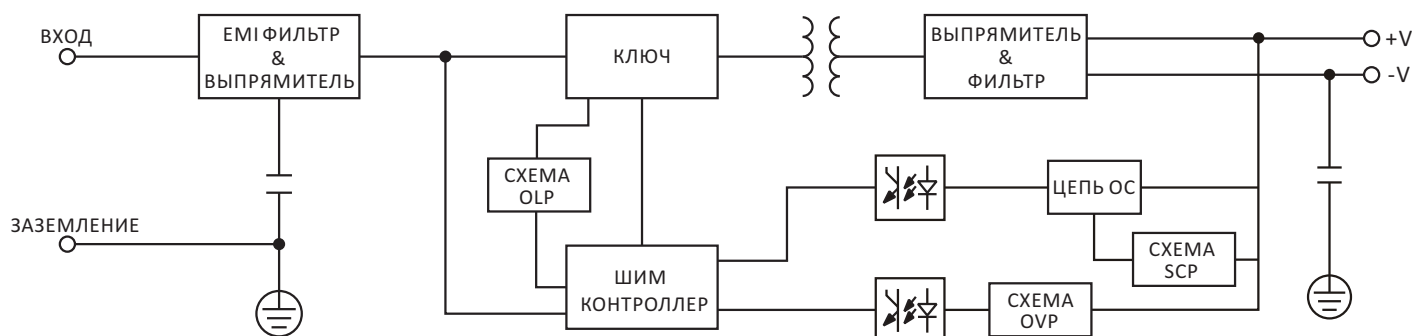 ВХОД
EMI ФИЛЬТР
&
ВЫПРЯМИТЕЛЬ
КЛЮЧ
ВЫПРЯМИТЕЛЬ
&
ФИЛЬТР
+V
-V
СХЕМА
OLP
ЦЕПЬ ОС
ЗАЗЕМЛЕНИЕ
СХЕМА
SCP
ШИМ
КОНТРОЛЛЕР
СХЕМА
OVP